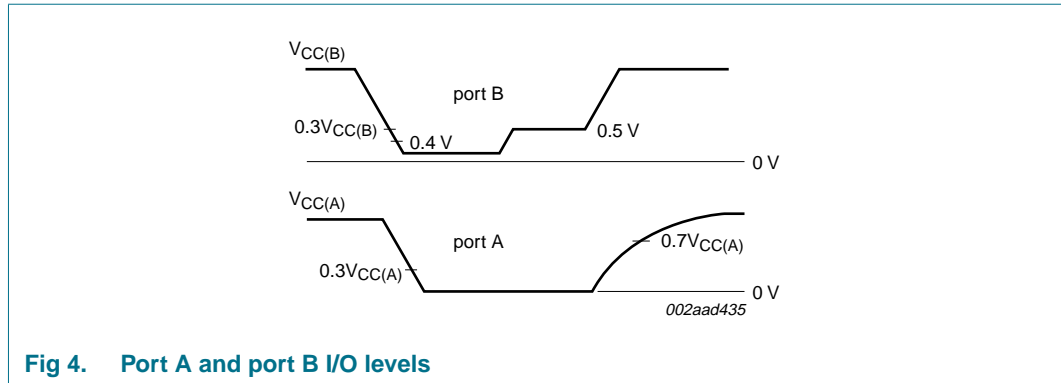 VCC(B)
port B
0.3VCC(B)
0.4 V
0.5 V
0 V
VCC(A)
port A
0.7VCC(A)
0.3VCC(A)
0 V
002aad435
Fig 4. Port A and port B I/O levels